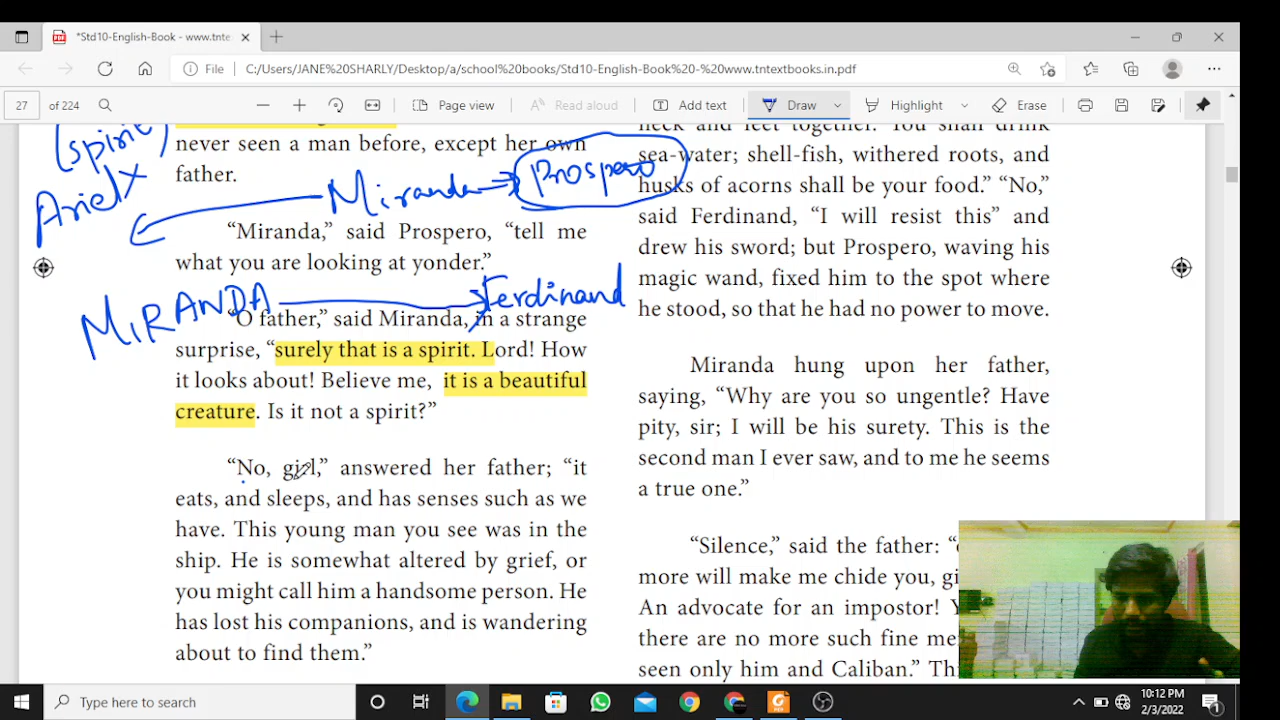 *Std10-English-Book - www.tnte
File
C:/Users/JANE%20SHARLY/Desktop/a/school%20books/Std10-English-Book%20-%20www.tntextbooks.in.pdf
27 of 224
Page view
Read aloud
Add text
Draw
Highlight
Erase
(spirit)
Ariel
Miranda
Prospero
MIRANDA
Ferdinand
never seen a man before, except her own
father.
“Miranda,” said Prospero, “tell me
what you are looking at yonder.”
“O father,” said Miranda, in a strange
surprise, “surely that is a spirit. Lord! How
it looks about! Believe me, it is a beautiful
creature. Is it not a spirit?”
“No, girl,” answered her father; “it
eats, and sleeps, and has senses such as we
have. This young man you see was in the
ship. He is somewhat altered by grief, or
you might call him a handsome person. He
has lost his companions, and is wandering
about to find them.”
neck and feet together. You shall drink
sea-water; shell-fish, withered roots, and
husks of acorns shall be your food.” “No,”
said Ferdinand, “I will resist this” and
drew his sword; but Prospero, waving his
magic wand, fixed him to the spot where
he stood, so that he had no power to move.
Miranda hung upon her father,
saying, “Why are you so ungentle? Have
pity, sir; I will be his surety. This is the
second man I ever saw, and to me he seems
a true one.”
“Silence,” said the father: “
more will make me chide you, gi
An advocate for an impostor! Y
there are no more such fine me
seen only him and Caliban.” Th
Type here to search
10:12 PM
2/3/2022
1